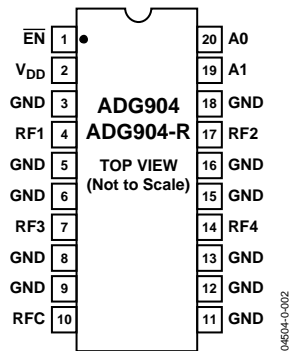 EN 1 20 A0
VDD 2 19 A1
GND 3 ADG904 18 GND
RF1 4 ADG904-R 17 RF2
GND 5 TOP VIEW 16 GND
GND 6 (Not to Scale) 15 GND
RF3 7 14 RF4
GND 8 13 GND
GND 9 12 GND
RFC 10 11 GND
04504-0-002